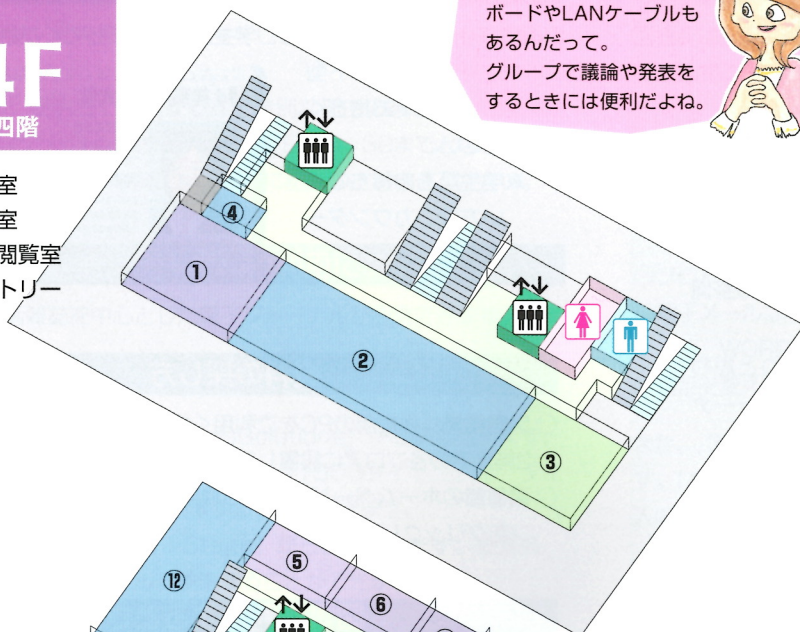 ボードやLANケーブルも
あるんだって。
グループで議論や発表を
するときには便利だよね。
4F
四階
室
室
閲覧室
トリー
①
②
③
④
⑤
⑥
⑫